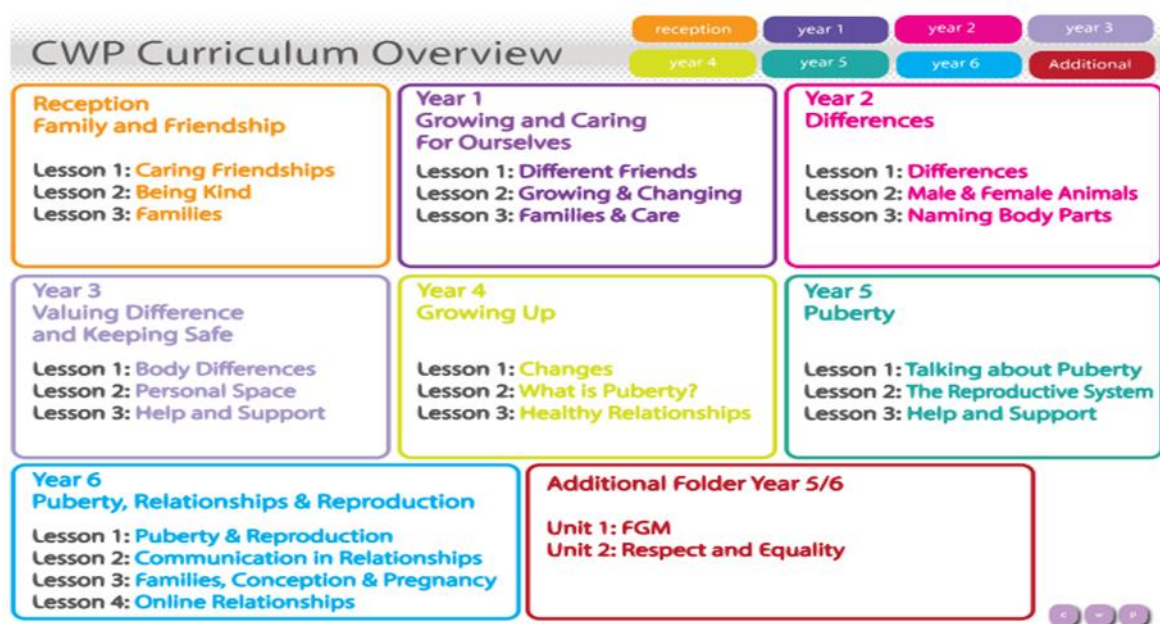 CWP Curriculum Overview
reception
year 1
year 2
year 3
year 4
year 5
year 6
Additional
Reception
Family and Friendship
Lesson 1: Caring Friendships
Lesson 2: Being Kind
Lesson 3: Families
Year 1
Growing and Caring
For Ourselves
Lesson 1: Different Friends
Lesson 2: Growing & Changing
Lesson 3: Families & Care
Year 2
Differences
Lesson 1: Differences
Lesson 2: Male & Female Animals
Lesson 3: Naming Body Parts
Year 3
Valuing Difference
and Keeping Safe
Lesson 1: Body Differences
Lesson 2: Personal Space
Lesson 3: Help and Support
Year 4
Growing Up
Lesson 1: Changes
Lesson 2: What is Puberty?
Lesson 3: Healthy Relationships
Year 5
Puberty
Lesson 1: Talking about Puberty
Lesson 2: The Reproductive System
Lesson 3: Help and Support
Year 6
Puberty, Relationships & Reproduction
Lesson 1: Puberty & Reproduction
Lesson 2: Communication in Relationships
Lesson 3: Families, Conception & Pregnancy
Lesson 4: Online Relationships
Additional Folder Year 5/6
Unit 1: FGM
Unit 2: Respect and Equality
c w p